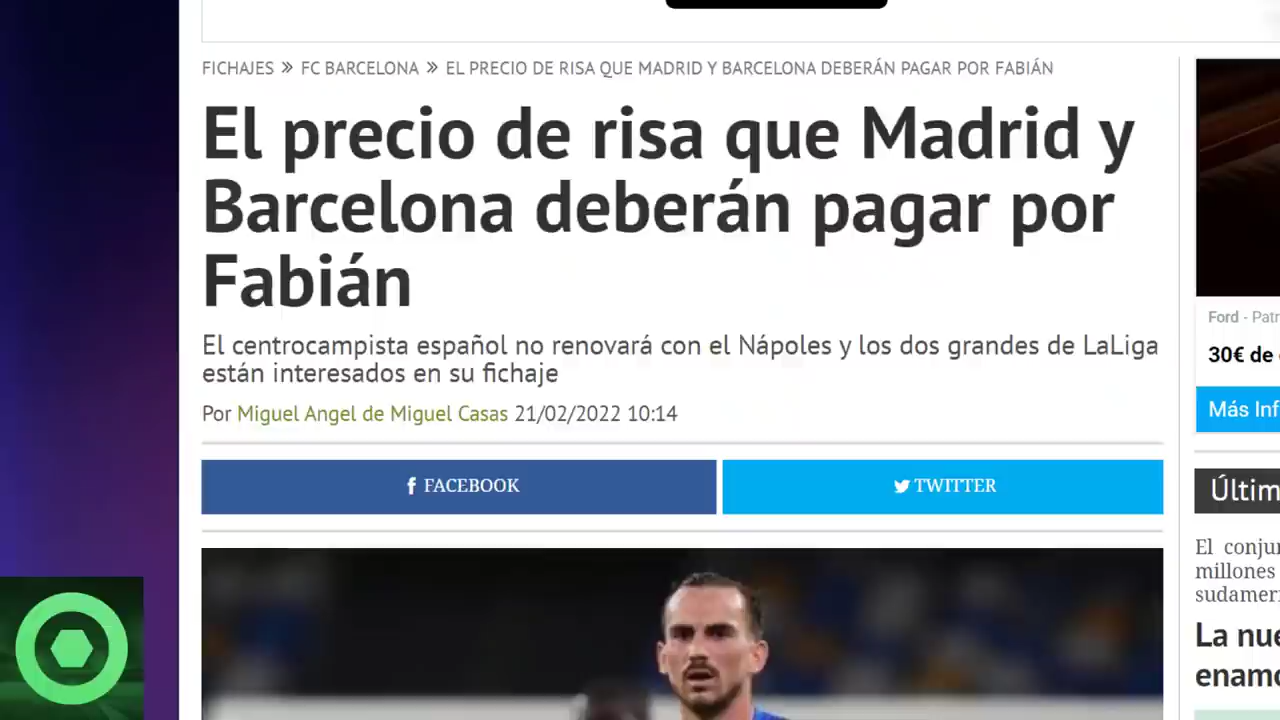 FICHAJES » FC BARCELONA » EL PRECIO DE RISA QUE MADRID Y BARCELONA DEBERÁN PAGAR POR FABIÁN
El precio de risa que Madrid y
Barcelona deberán pagar por
Fabián
El centrocampista español no renovará con el Nápoles y los dos grandes de LaLiga
están interesados en su fichaje
Por Miguel Angel de Miguel Casas 21/02/2022 10:14
FACEBOOK
TWITTER
Ford - Patr
30€ de
Más Inf
Últim
El conju
millones
sudamer
La nue
enamo